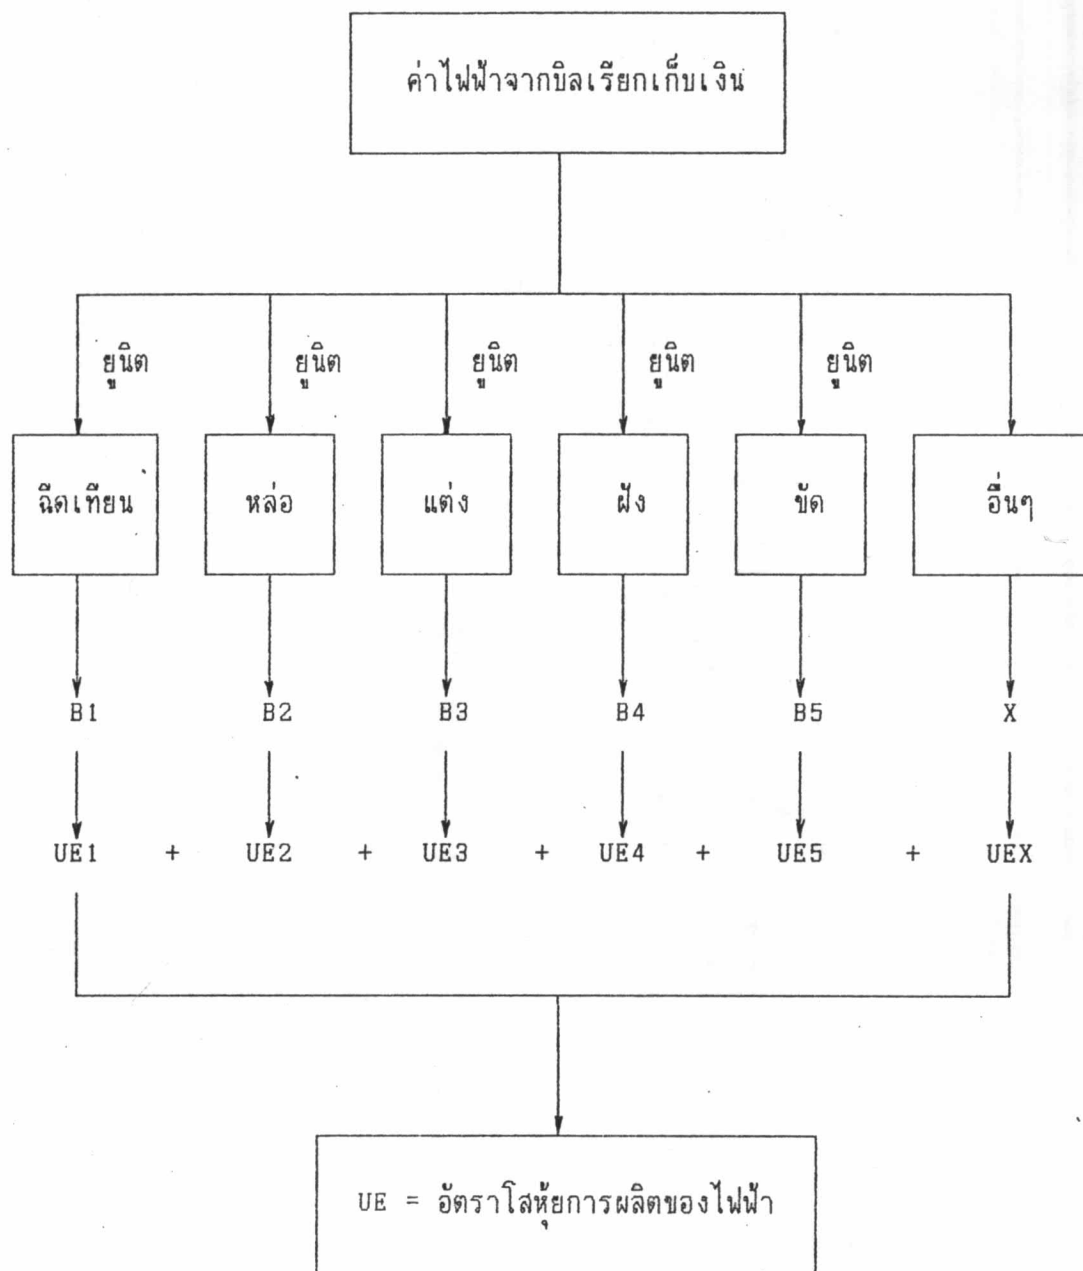 ค่าไฟฟ้าจากบิลเรียกเก็บเงิน
ยูนิต ยูนิต ยูนิต ยูนิต ยูนิต
ฉีดเทียน หล่อ แต่ง ฝัง ขัด อื่นๆ
B1 B2 B3 B4 B5 X
UE1 + UE2 + UE3 + UE4 + UE5 + UEX
UE = อัตราโสหุ้ยการผลิตของไฟฟ้า